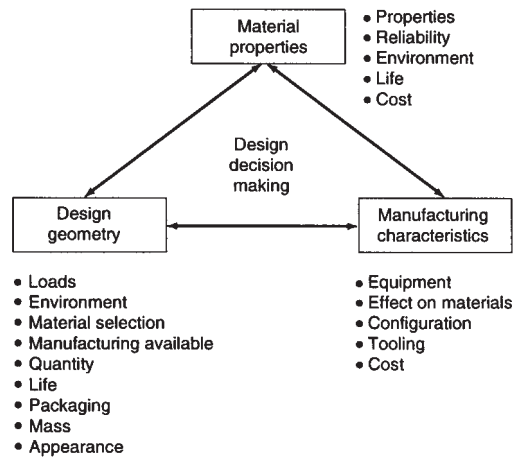 Material
properties
• Properties
• Reliability
• Environment
• Life
• Cost
Design
decision
making
Design
geometry
Manufacturing
characteristics
• Loads
• Environment
• Material selection
• Manufacturing available
• Quantity
• Life
• Packaging
• Mass
• Appearance
• Equipment
• Effect on materials
• Configuration
• Tooling
• Cost